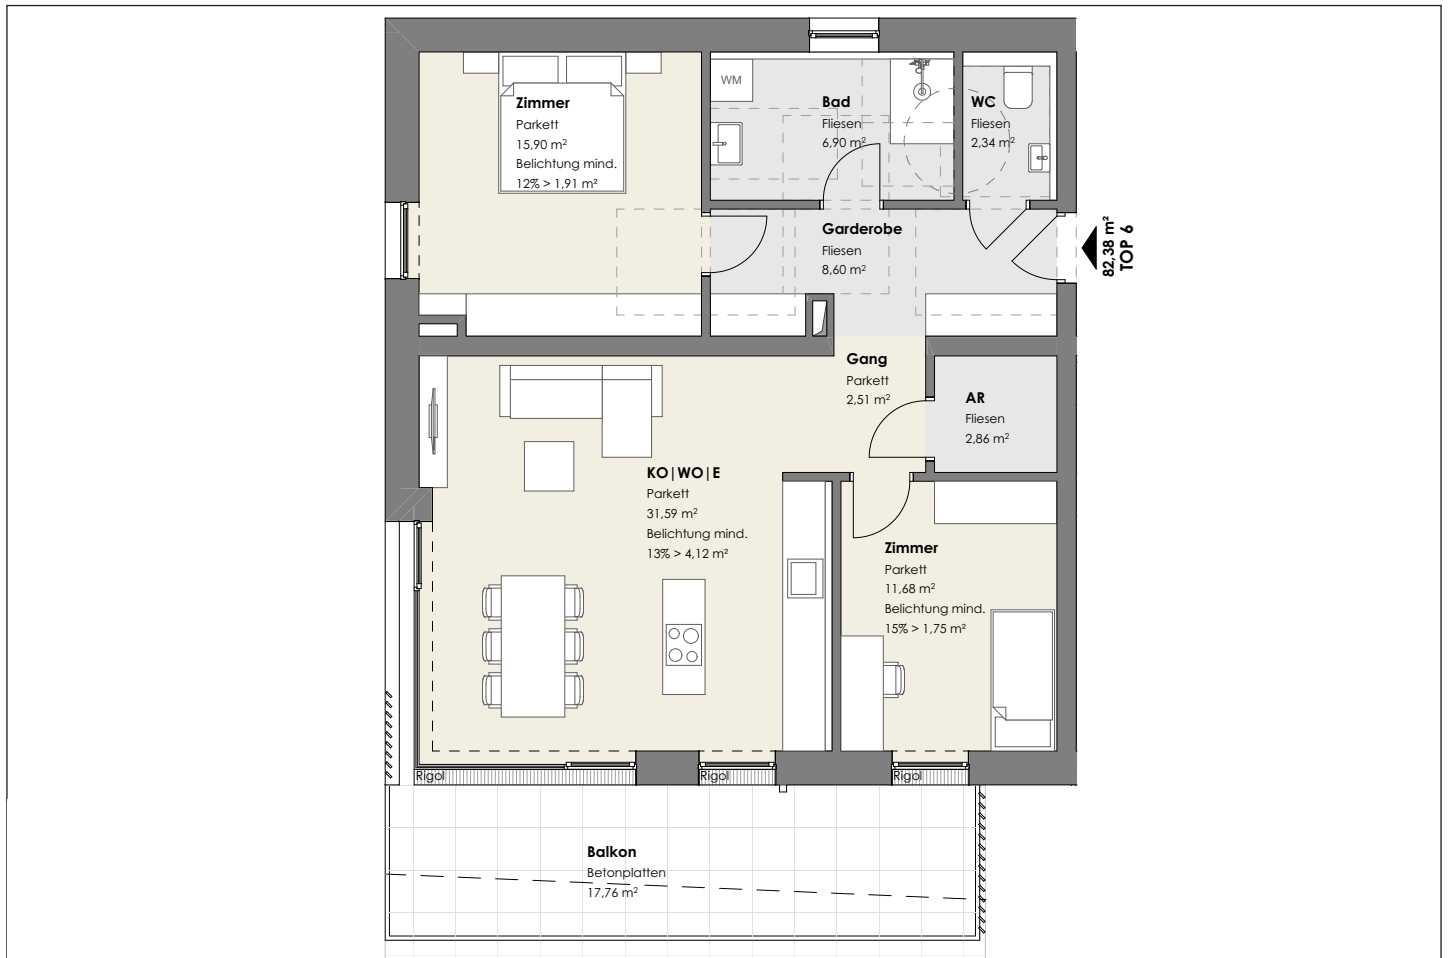 Zimmer
Parkett
15,90 m²
Belichtung mind.
12% > 1,91 m²
WM
Bad
Fliesen
6,90 m²
WC
Fliesen
2,34 m²
Garderobe
Fliesen
8,60 m²
82,38 m²
TOP 6
Gang
Parkett
2,51 m²
AR
Fliesen
2,86 m²
KO|WO|E
Parkett
31,59 m²
Belichtung mind.
13% > 4,12 m²
Zimmer
Parkett
11,68 m²
Belichtung mind.
15% > 1,75 m²
Rigol
Rigol
Rigol
Balkon
Betonplatten
17,76 m²